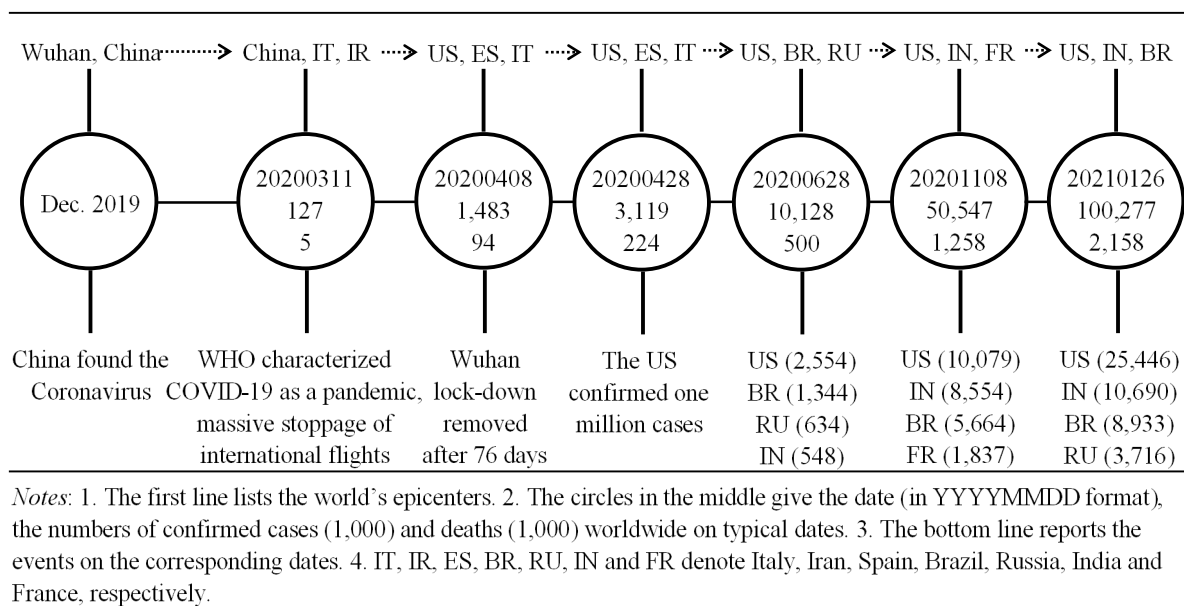 Wuhan, China China, IT, IR US, ES, IT US, ES, IT US, BR, RU US, IN, FR US, IN, BR
Dec. 2019
20200311
127
5
20200408
1,483
94
20200428
3,119
224
20200628
10,128
500
20201108
50,547
1,258
20210126
100,277
2,158
China found the
Coronavirus
WHO characterized
COVID-19 as a pandemic,
massive stoppage of
international flights
Wuhan
lock-down
removed
after 76 days
The US
confirmed one
million cases
US (2,554)
BR (1,344)
RU (634)
IN (548)
US (10,079)
IN (8,554)
BR (5,664)
FR (1,837)
US (25,446)
IN (10,690)
BR (8,933)
RU (3,716)
Notes: 1. The first line lists the world’s epicenters. 2. The circles in the middle give the date (in YYYYMMDD format),
the numbers of confirmed cases (1,000) and deaths (1,000) worldwide on typical dates. 3. The bottom line reports the
events on the corresponding dates. 4. IT, IR, ES, BR, RU, IN and FR denote Italy, Iran, Spain, Brazil, Russia, India and
France, respectively.